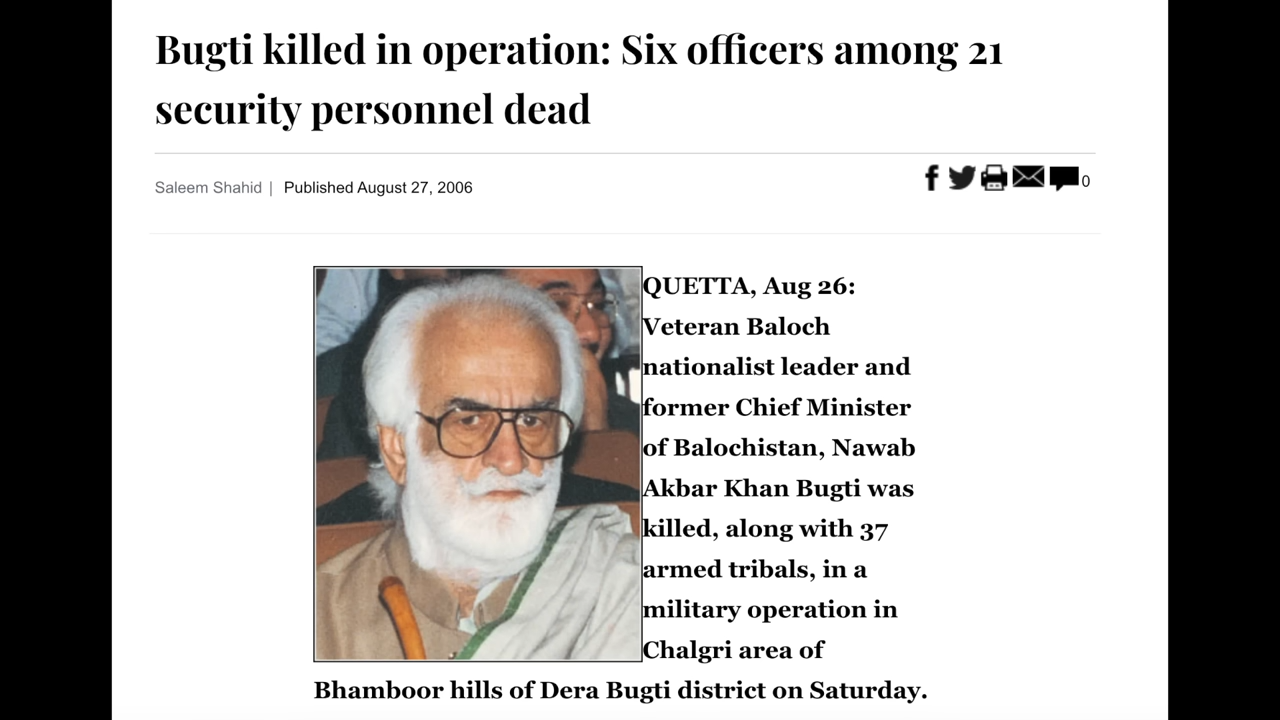 Bugti killed in operation: Six officers among 21
security personnel dead
Saleem Shahid | Published August 27, 2006
0
QUETTA, Aug 26:
Veteran Baloch
nationalist leader and
former Chief Minister
of Balochistan, Nawab
Akbar Khan Bugti was
killed, along with 37
armed tribals, in a
military operation in
Chalgri area of
Bhamboor hills of Dera Bugti district on Saturday.